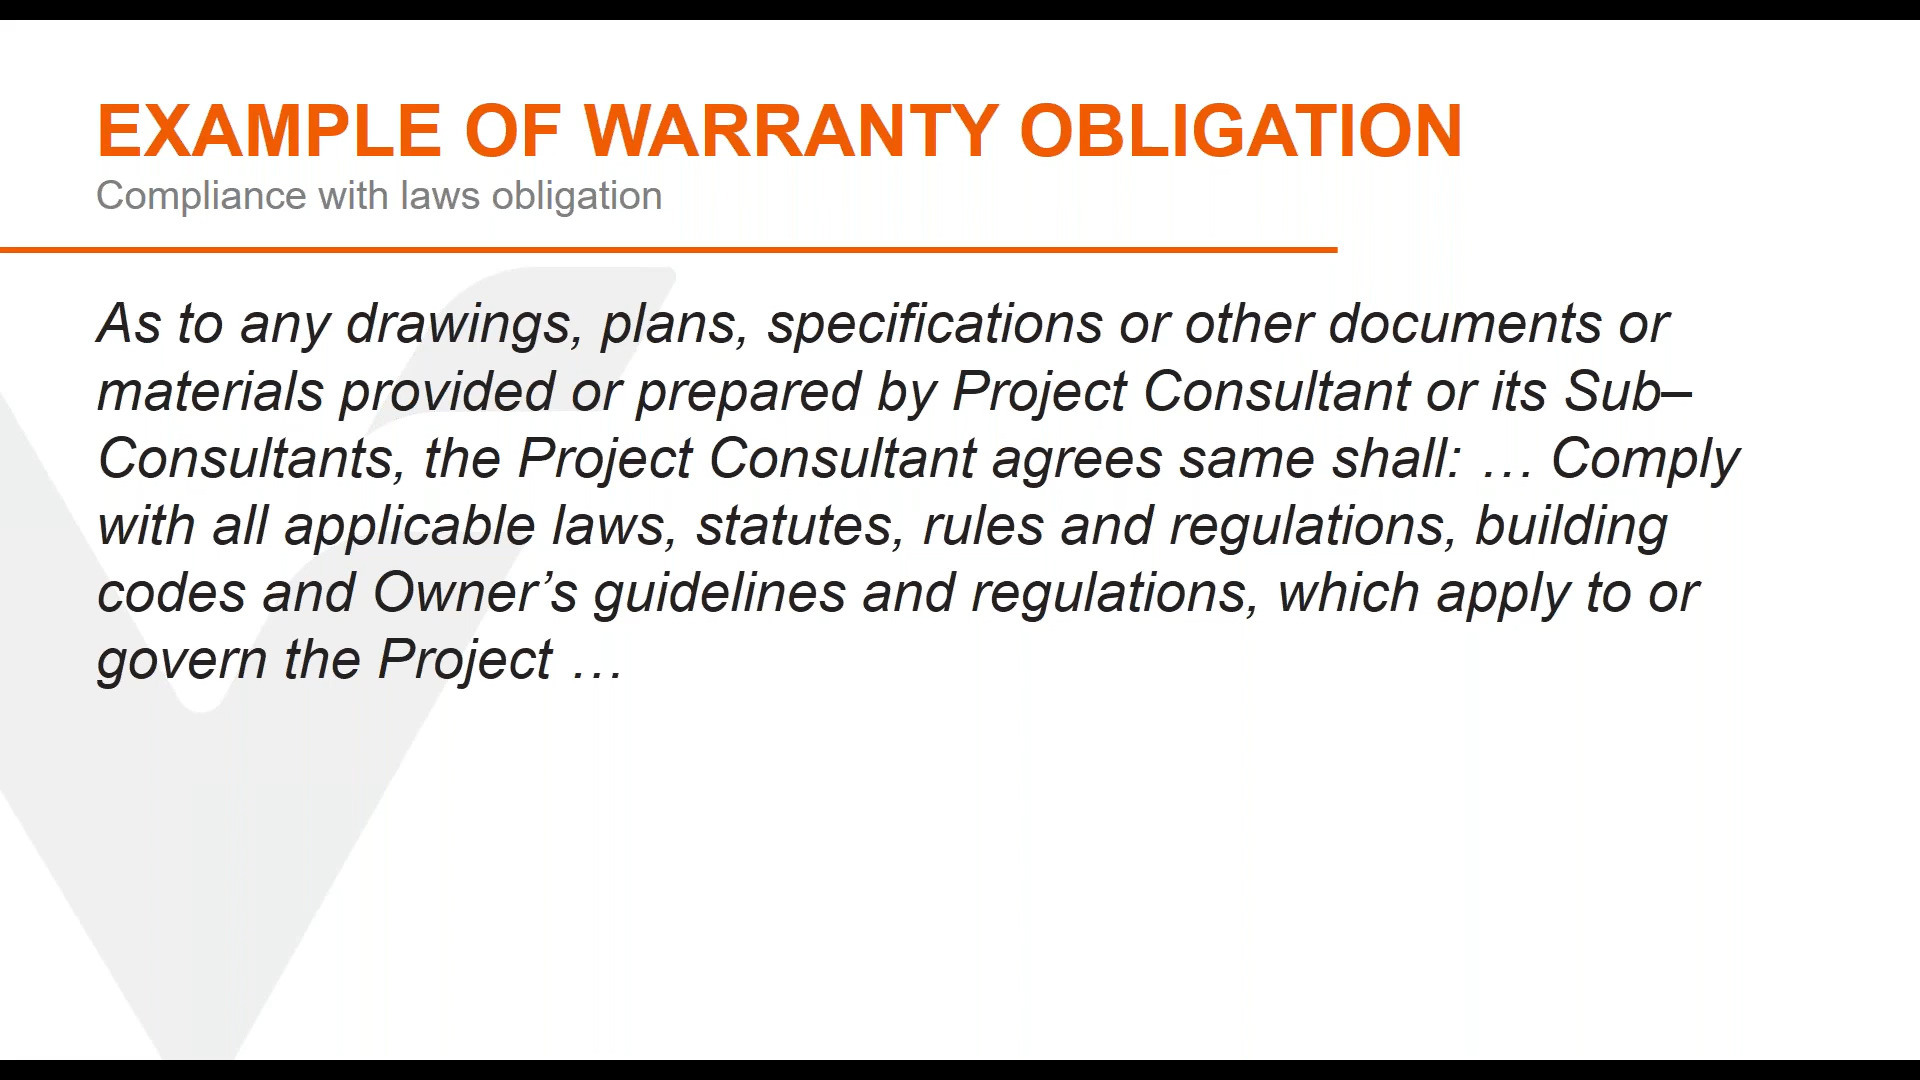 EXAMPLE OF WARRANTY OBLIGATION
Compliance with laws obligation
As to any drawings, plans, specifications or other documents or
materials provided or prepared by Project Consultant or its Sub–
Consultants, the Project Consultant agrees same shall: … Comply
with all applicable laws, statutes, rules and regulations, building
codes and Owner’s guidelines and regulations, which apply to or
govern the Project …